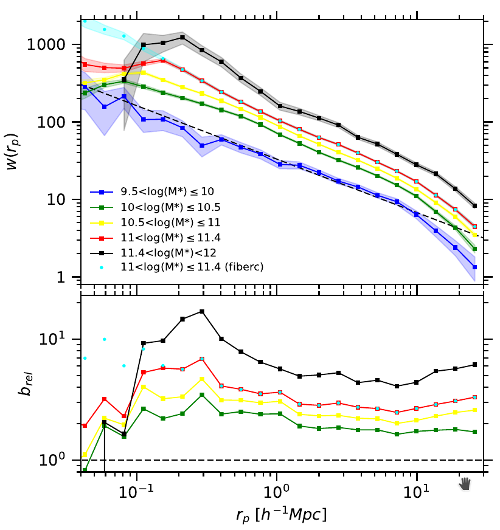 1000
100
10
1
w(r_p)
9.5<log(M*) ≤ 10
10<log(M*) ≤ 10.5
10.5<log(M*) ≤ 11
11<log(M*) ≤ 11.4
11.4<log(M*)<12
11<log(M*) ≤ 11.4 (fiberc)
10¹
10⁰
b_rel
10⁻¹ 10⁰ 10¹
r_p [h⁻¹Mpc]